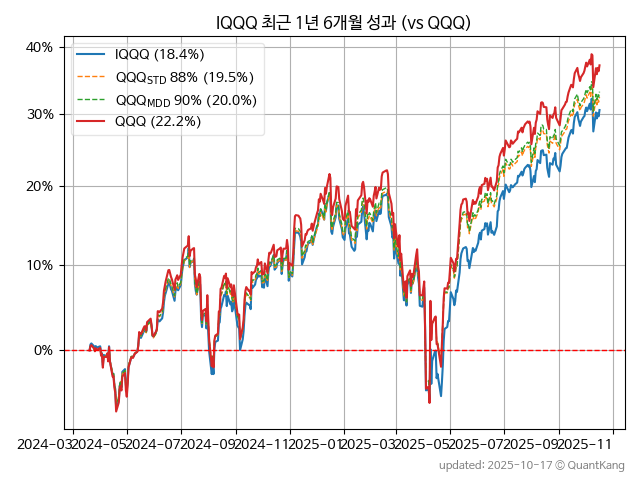 IQQQ 최근 1년 6개월 성과 (vs QQQ)
40%
30%
20%
10%
0%
IQQQ (18.4%)
QQQSTD 88% (19.5%)
QQQMDD 90% (20.0%)
QQQ (22.2%)
2024-03 2024-05 2024-07 2024-09 2024-11 2025-01 2025-03 2025-05 2025-07 2025-09 2025-11
updated: 2025-10-17 © QuantKang